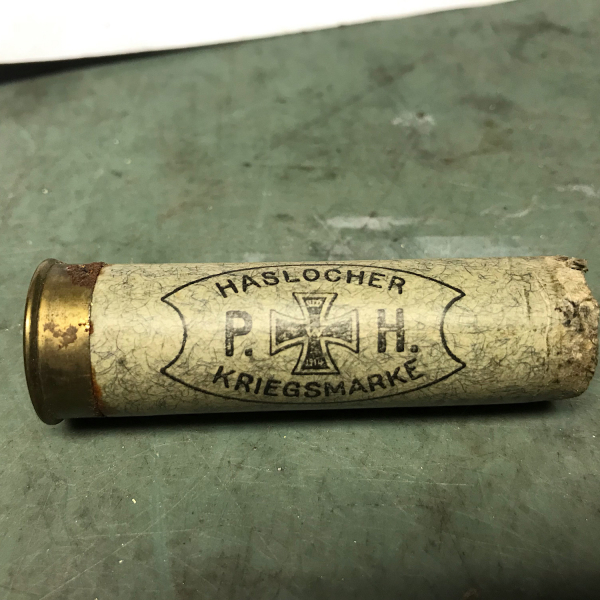 HASLOCHER
P. H.
KRIEGSMARKE